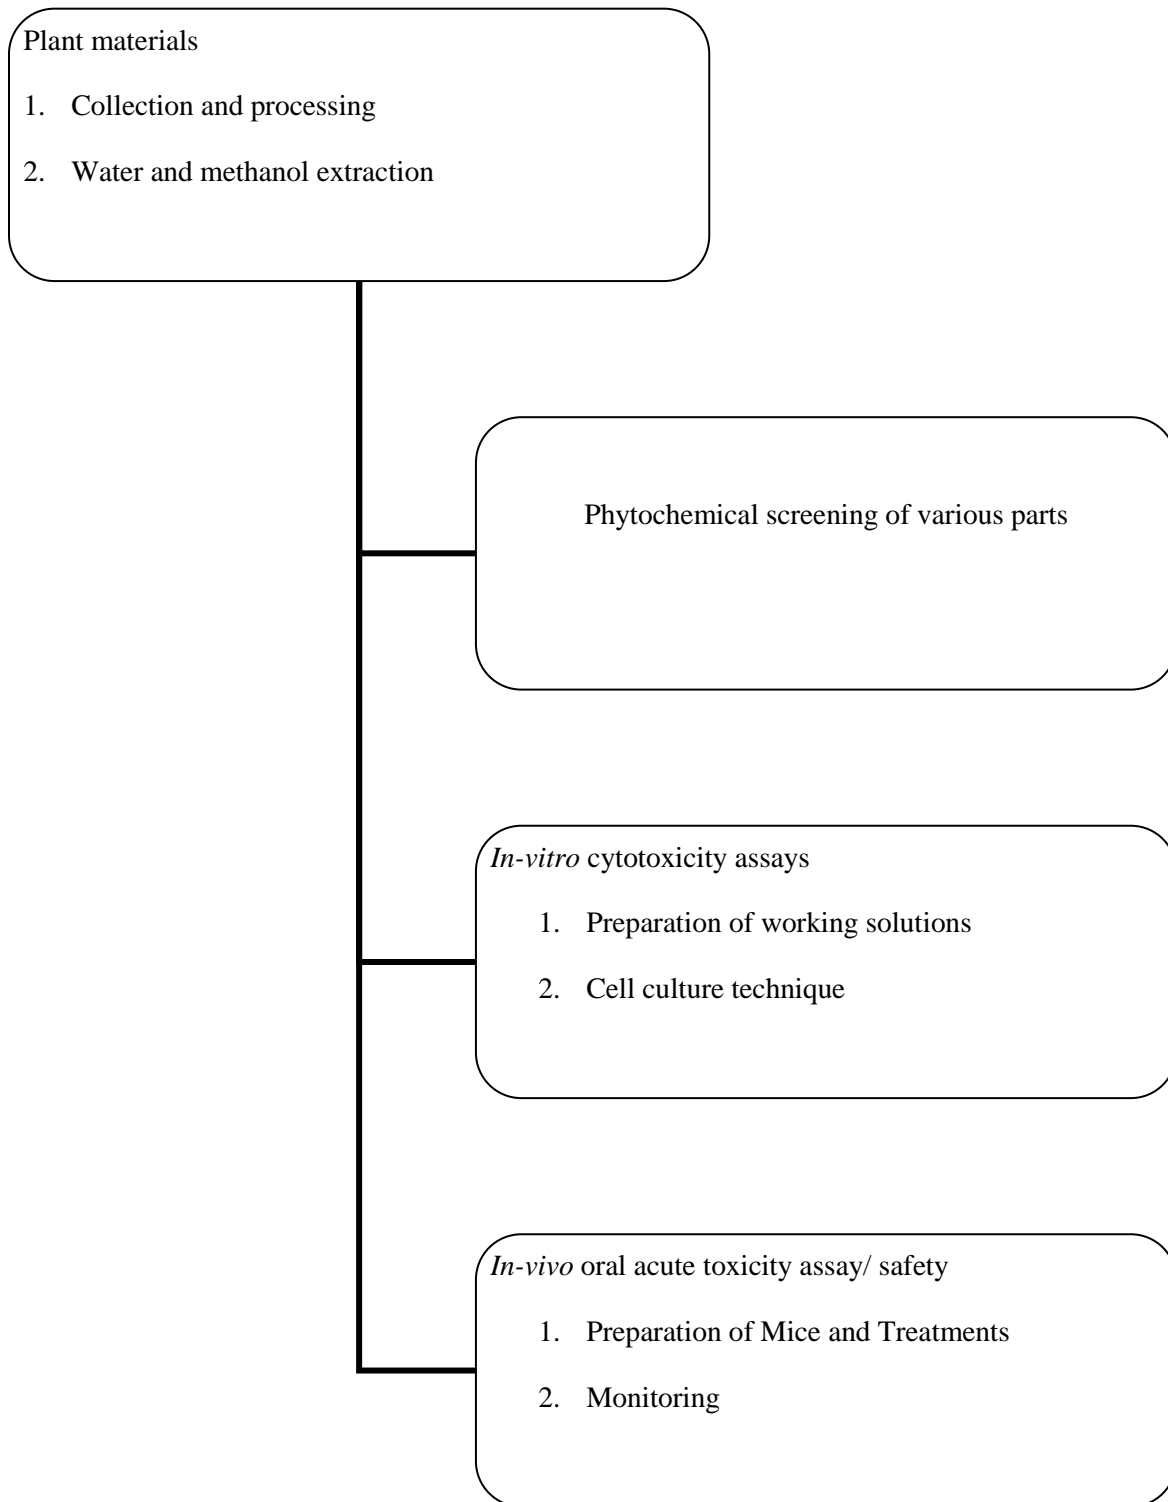 Plant materials
1. Collection and processing
2. Water and methanol extraction
Phytochemical screening of various parts
In-vitro cytotoxicity assays
1. Preparation of working solutions
2. Cell culture technique
In-vivo oral acute toxicity assay/ safety
1. Preparation of Mice and Treatments
2. Monitoring